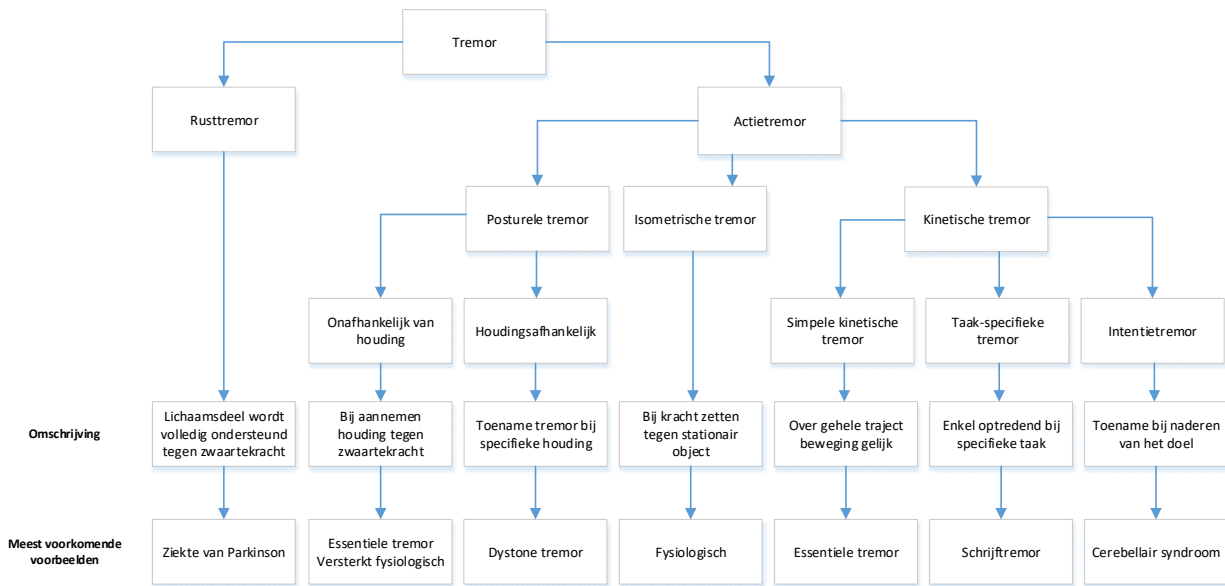 Tremor
Rusttremor
Actietremor
Posturele tremor
Isometrische tremor
Kinetische tremor
Onafhankelijk van
houding
Houdingsafhankelijk
Simpele kinetische
tremor
Taak-specifieke
tremor
Intentietremor
Omschrijving
Lichaamsdeel wordt
volledig ondersteund
tegen zwaartekracht
Bij aannemen
houding tegen
zwaartekracht
Toename tremor bij
specifieke houding
Bij kracht zetten
tegen stationair
object
Over gehele traject
beweging gelijk
Enkel optredend bij
specifieke taak
Toename bij naderen
van het doel
Meest voorkomende
voorbeelden
Ziekte van Parkinson
Essentiele tremor
Versterkt fysiologisch
Dystone tremor
Fysiologisch
Essentiele tremor
Schrijftremor
Cerebellair syndroom